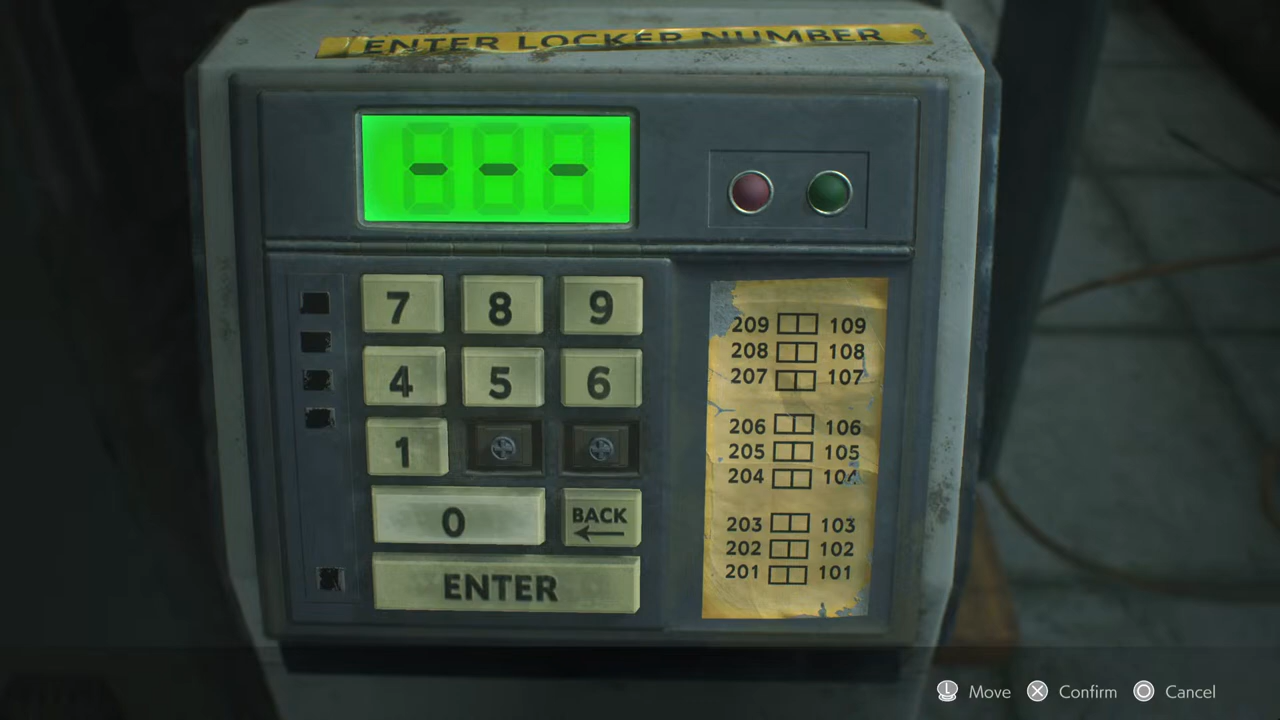 ENTER LOCKER NUMBER
- - -
7 8 9
4 5 6
1
0 BACK
ENTER
209 109
208 108
207 107
206 106
205 105
204 104
203 103
202 102
201 101
L Move X Confirm O Cancel